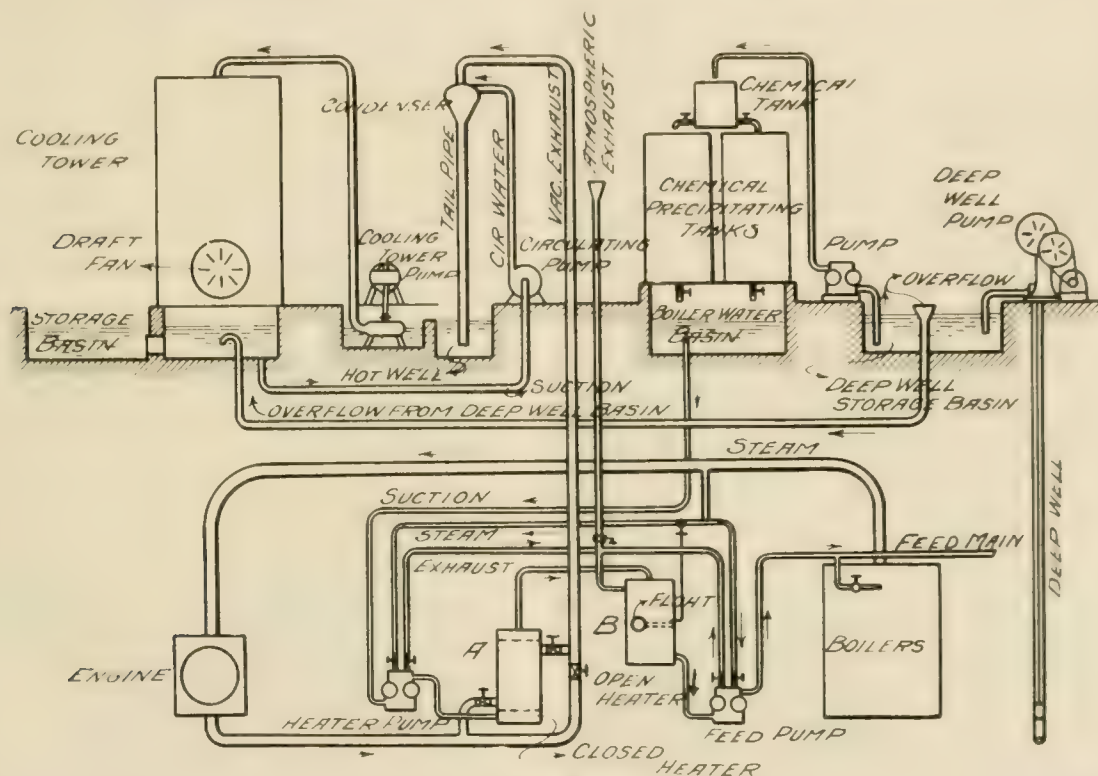 COOLING
TOWER
DRAFT
FAN
STORAGE
BASIN
CONDENSER
TAIL PIPE
COOLING
TOWER
PUMP
CIR WATER
VAC. EXHAUST
CIRCULATING
PUMP
ATMOSPHERIC
EXHAUST
CHEMICAL
TANK
CHEMICAL
PRECIPITATING
TANKS
BOILER WATER
BASIN
PUMP
DEEP
WELL
PUMP
OVERFLOW
HOT WELL
SUCTION
OVERFLOW FROM DEEP WELL BASIN
DEEP WELL
STORAGE BASIN
STEAM
SUCTION
STEAM
EXHAUST
FEED MAIN
DEEP WELL
FLOAT
A
B
ENGINE
BOILERS
OPEN
HEATER
HEATER PUMP
FEED PUMP
CLOSED
HEATER